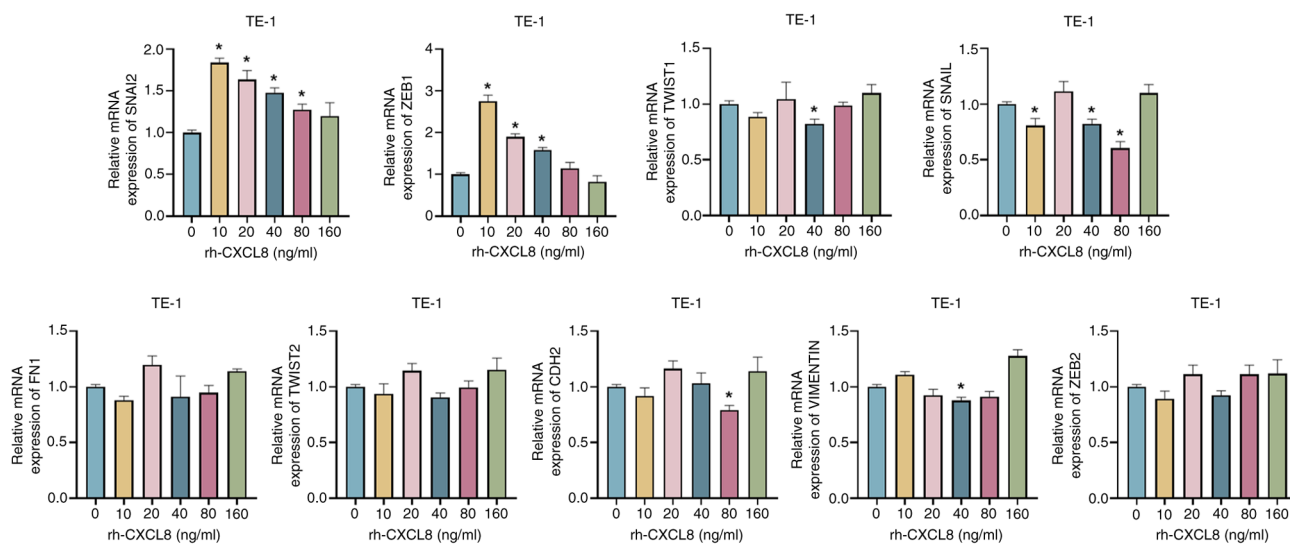 TE-1
Relative mRNA
expression of SNAI2
2.0
*
*
*
*
1.5
1.0
0.5
0.0
0 10 20 40 80 160
rh-CXCL8 (ng/ml)
TE-1
Relative mRNA
expression of ZEB1
4
3
*
*
*
2
1
0
0 10 20 40 80 160
rh-CXCL8 (ng/ml)
TE-1
Relative mRNA
expression of TWIST1
1.5
1.0
*
0.5
0.0
0 10 20 40 80 160
rh-CXCL8 (ng/ml)
TE-1
Relative mRNA
expression of SNAIL
1.5
1.0
*
*
*
0.5
0.0
0 10 20 40 80 160
rh-CXCL8 (ng/ml)
TE-1
Relative mRNA
expression of FN1
1.5
1.0
0.5
0.0
0 10 20 40 80 160
rh-CXCL8 (ng/ml)
TE-1
Relative mRNA
expression of TWIST2
1.5
1.0
0.5
0.0
0 10 20 40 80 160
rh-CXCL8 (ng/ml)
TE-1
Relative mRNA
expression of CDH2
1.5
1.0
*
0.5
0.0
0 10 20 40 80 160
rh-CXCL8 (ng/ml)
TE-1
Relative mRNA
expression of VIMENTIN
1.5
1.0
*
0.5
0.0
0 10 20 40 80 160
rh-CXCL8 (ng/ml)
TE-1
Relative mRNA
expression of ZEB2
1.5
1.0
0.5
0.0
0 10 20 40 80 160
rh-CXCL8 (ng/ml)